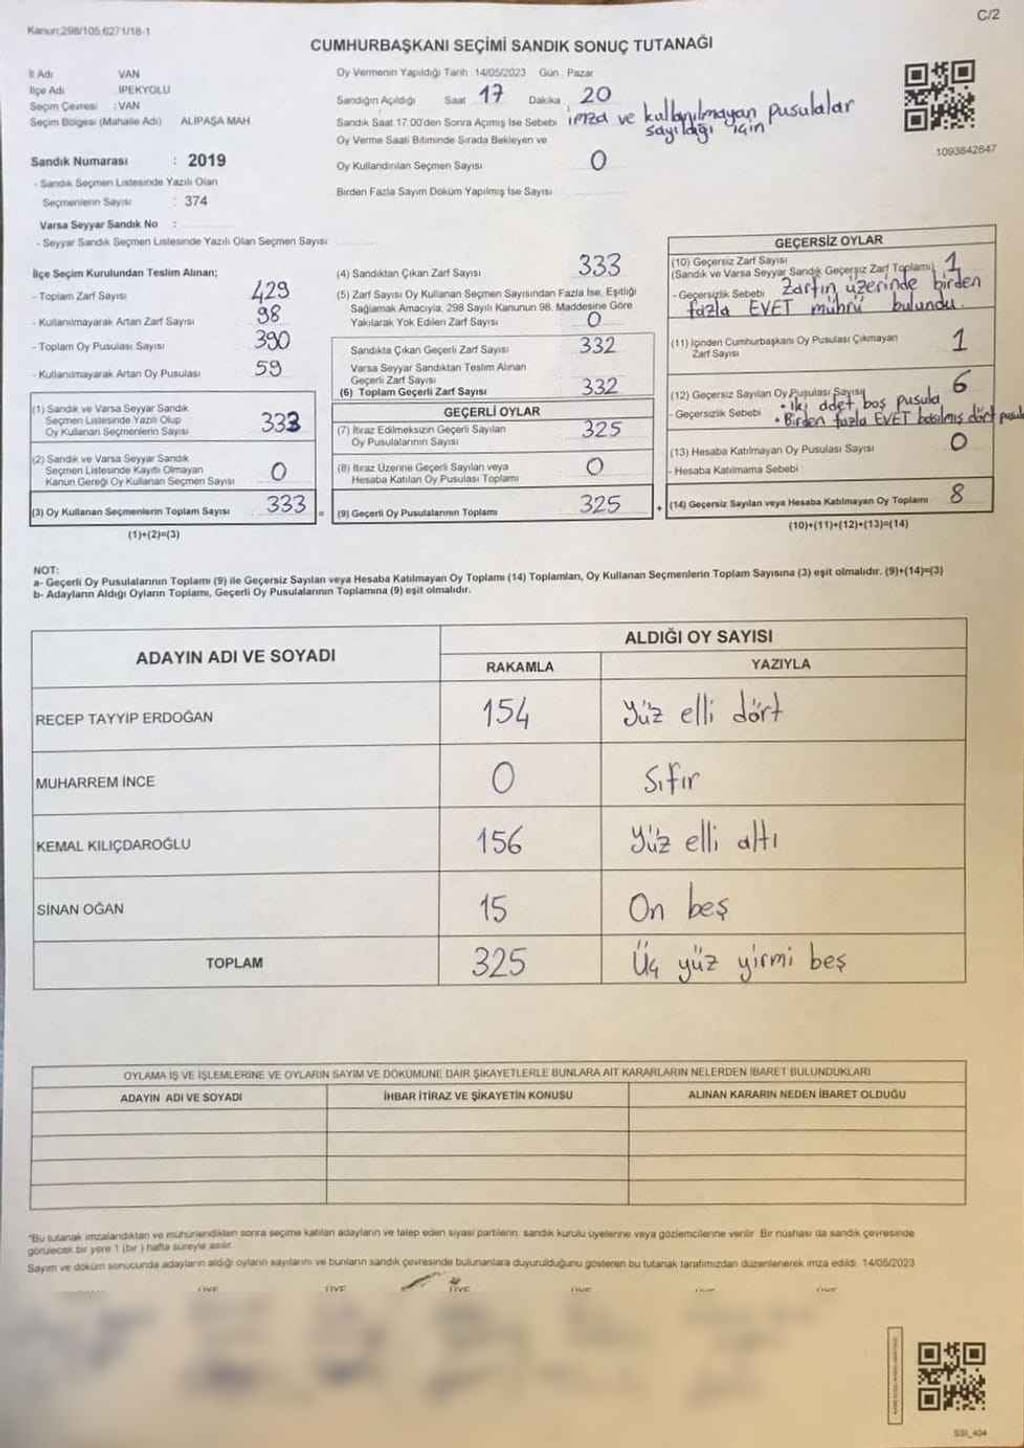 C/2
Kanun:298/105,627 1/18-1
CUMHURBAŞKANI SEÇİMİ SANDIK SONUÇ TUTANAĞI
İl Adı VAN
İlçe Adı İPEKYOLU
Seçim Çevresi : VAN
Seçim Bölgesi (Mahalle Adı) ALİPAŞA MAH
Sandık Numarası : 2019
- Sandık Seçmen Listesinde Yazılı Olan
Seçmenlerin Sayısı : 374
Varsa Seyyar Sandık No :
- Seyyar Sandık Seçmen Listesinde Yazılı Olan Seçmen Sayısı
Oy Vermenin Yapıldığı Tarih : 14/05/2023 Gün : Pazar
Sandığın Açıldığı Saat 17 Dakika 20
Sandık Saat 17.00'den Sonra Açımış İse Sebebi imza ve kullanılmayan pusulalar
sayıldığı için
Oy Verme Saati Bitiminde Sırada Bekleyen ve
Oy Kullandırılan Seçmen Sayısı 0
Birden Fazla Sayım Döküm Yapılmış İse Sayısı
1093842847
İlçe Seçim Kurulundan Teslim Alınan;
- Toplam Zarf Sayısı 429
- Kullanılmayarak Artan Zarf Sayısı 98
- Toplam Oy Pusulası Sayısı 390
- Kullanılmayarak Artan Oy Pusulası 59
(1) Sandık ve Varsa Seyyar Sandık
Seçmen Listesinde Yazılı Olup
Oy Kullanan Seçmenlerin Sayısı 333
(2) Sandık ve Varsa Seyyar Sandık
Seçmen Listesinde Kayıtlı Olmayan
Kanun Gereği Oy Kullanan Seçmen Sayısı 0
(3) Oy Kullanan Seçmenlerin Toplam Sayısı 333 =
(1)+(2)=(3)
(4) Sandıktan Çıkan Zarf Sayısı 333
(5) Zarf Sayısı Oy Kullanan Seçmen Sayısından Fazla İse, Eşitliği
Sağlamak Amacıyla, 298 Sayılı Kanunun 98. Maddesine Göre
Yakılarak Yok Edilen Zarf Sayısı 0
Sandıkta Çıkan Geçerli Zarf Sayısı 332
Varsa Seyyar Sandıktan Teslim Alınan
Geçerli Zarf Sayısı
(6) Toplam Geçerli Zarf Sayısı 332
GEÇERLİ OYLAR
(7) İtiraz Edilmeksizin Geçerli Sayılan
Oy Pusulalarının Sayısı 325
(8) İtiraz Üzerine Geçerli Sayılan veya
Hesaba Katılan Oy Pusulası Toplamı 0
(9) Geçerli Oy Pusulalarının Toplamı 325 +
GEÇERSİZ OYLAR
(10) Geçersiz Zarf Sayısı
(Sandık ve Varsa Seyyar Sandık Geçersiz Zarf Toplamı) 1
- Geçersizlik Sebebi Zarfın üzerinde birden
fazla EVET mührü bulundu.
(11) İçinden Cumhurbaşkanı Oy Pusulası Çıkmayan
Zarf Sayısı 1
(12) Geçersiz Sayılan Oy Pusulası Sayısı 6
- Geçersizlik Sebebi • iki adet boş pusula
• Birden fazla EVET basılmış dört pusula
(13) Hesaba Katılmayan Oy Pusulası Sayısı 0
- Hesaba Katılmama Sebebi
(14) Geçersiz Sayılan veya Hesaba Katılmayan Oy Toplamı 8
(10)+(11)+(12)+(13)=(14)
NOT:
a- Geçerli Oy Pusulalarının Toplamı (9) ile Geçersiz Sayılan veya Hesaba Katılmayan Oy Toplamı (14) Toplamları, Oy Kullanan Seçmenlerin Toplam Sayısına (3) eşit olmalıdır. (9)+(14)=(3)
b- Adayların Aldığı Oyların Toplamı, Geçerli Oy Pusulalarının Toplamına (9) eşit olmalıdır.
ADAYIN ADI VE SOYADI ALDIĞI OY SAYISI
RAKAMLA YAZIYLA
RECEP TAYYİP ERDOĞAN 154 Yüz elli dört
MUHARREM İNCE 0 Sıfır
KEMAL KILIÇDAROĞLU 156 Yüz elli altı
SİNAN OĞAN 15 On beş
TOPLAM 325 Üç yüz yirmi beş
OYLAMA İŞ VE İŞLEMLERİNE VE OYLARIN SAYIM VE DÖKÜMÜNE DAİR ŞİKAYETLERLE BUNLARA AİT KARARLARIN NELERDEN İBARET BULUNDUKLARI
ADAYIN ADI VE SOYADI İHBAR İTİRAZ VE ŞİKAYETİN KONUSU ALINAN KARARIN NEDEN İBARET OLDUĞU
*Bu tutanak imzalandıktan ve mühürlendikten sonra seçime katılan adayların ve talep eden siyasi partilerin sandık kurulu üyelerine veya gözlemcilerine verilir. Bir nüshası da sandık çevresinde
görülecek bir yere 1 (bir) hafta süreyle asılır.
Sayım ve döküm sonucunda adayların aldığı oyların sayılarını ve bunların sandık çevresinde bulunanlara duyurulduğunu gösteren bu tutanak tarafımızdan düzenlenerek imza edildi. 14/05/2023
SSI_404